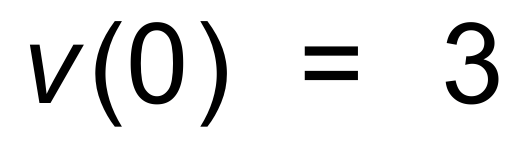 v(0) = 3